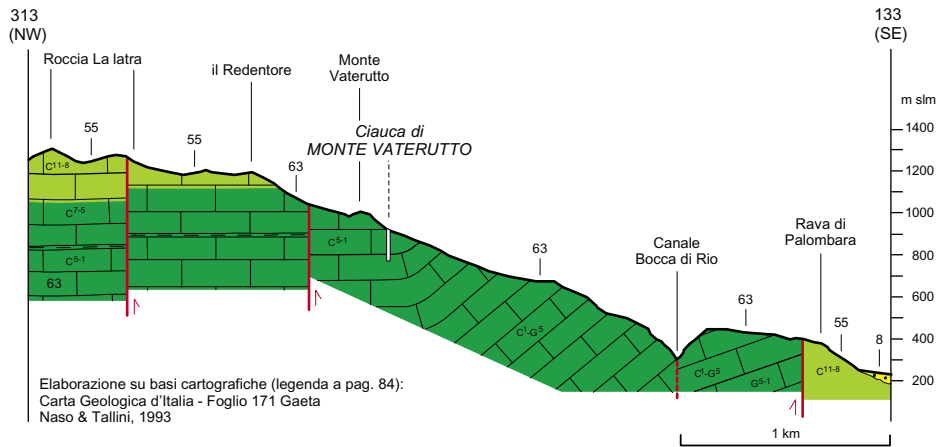 313
(NW)
133
(SE)
Roccia La Iatra
il Redentore
Monte
Vaterutto
Ciauca di
MONTE VATERUTTO
m slm
1400
1200
1000
800
600
400
200
55
55
63
63
Canale
Bocca di Rio
63
Rava di
Palombara
55
8
C11-8
C7-5
C5-1
63
C5-1
C1-G5
C1-G5
G5-1
C11-8
Elaborazione su basi cartografiche (legenda a pag. 84):
Carta Geologica d'Italia - Foglio 171 Gaeta
Naso & Tallini, 1993
1 km